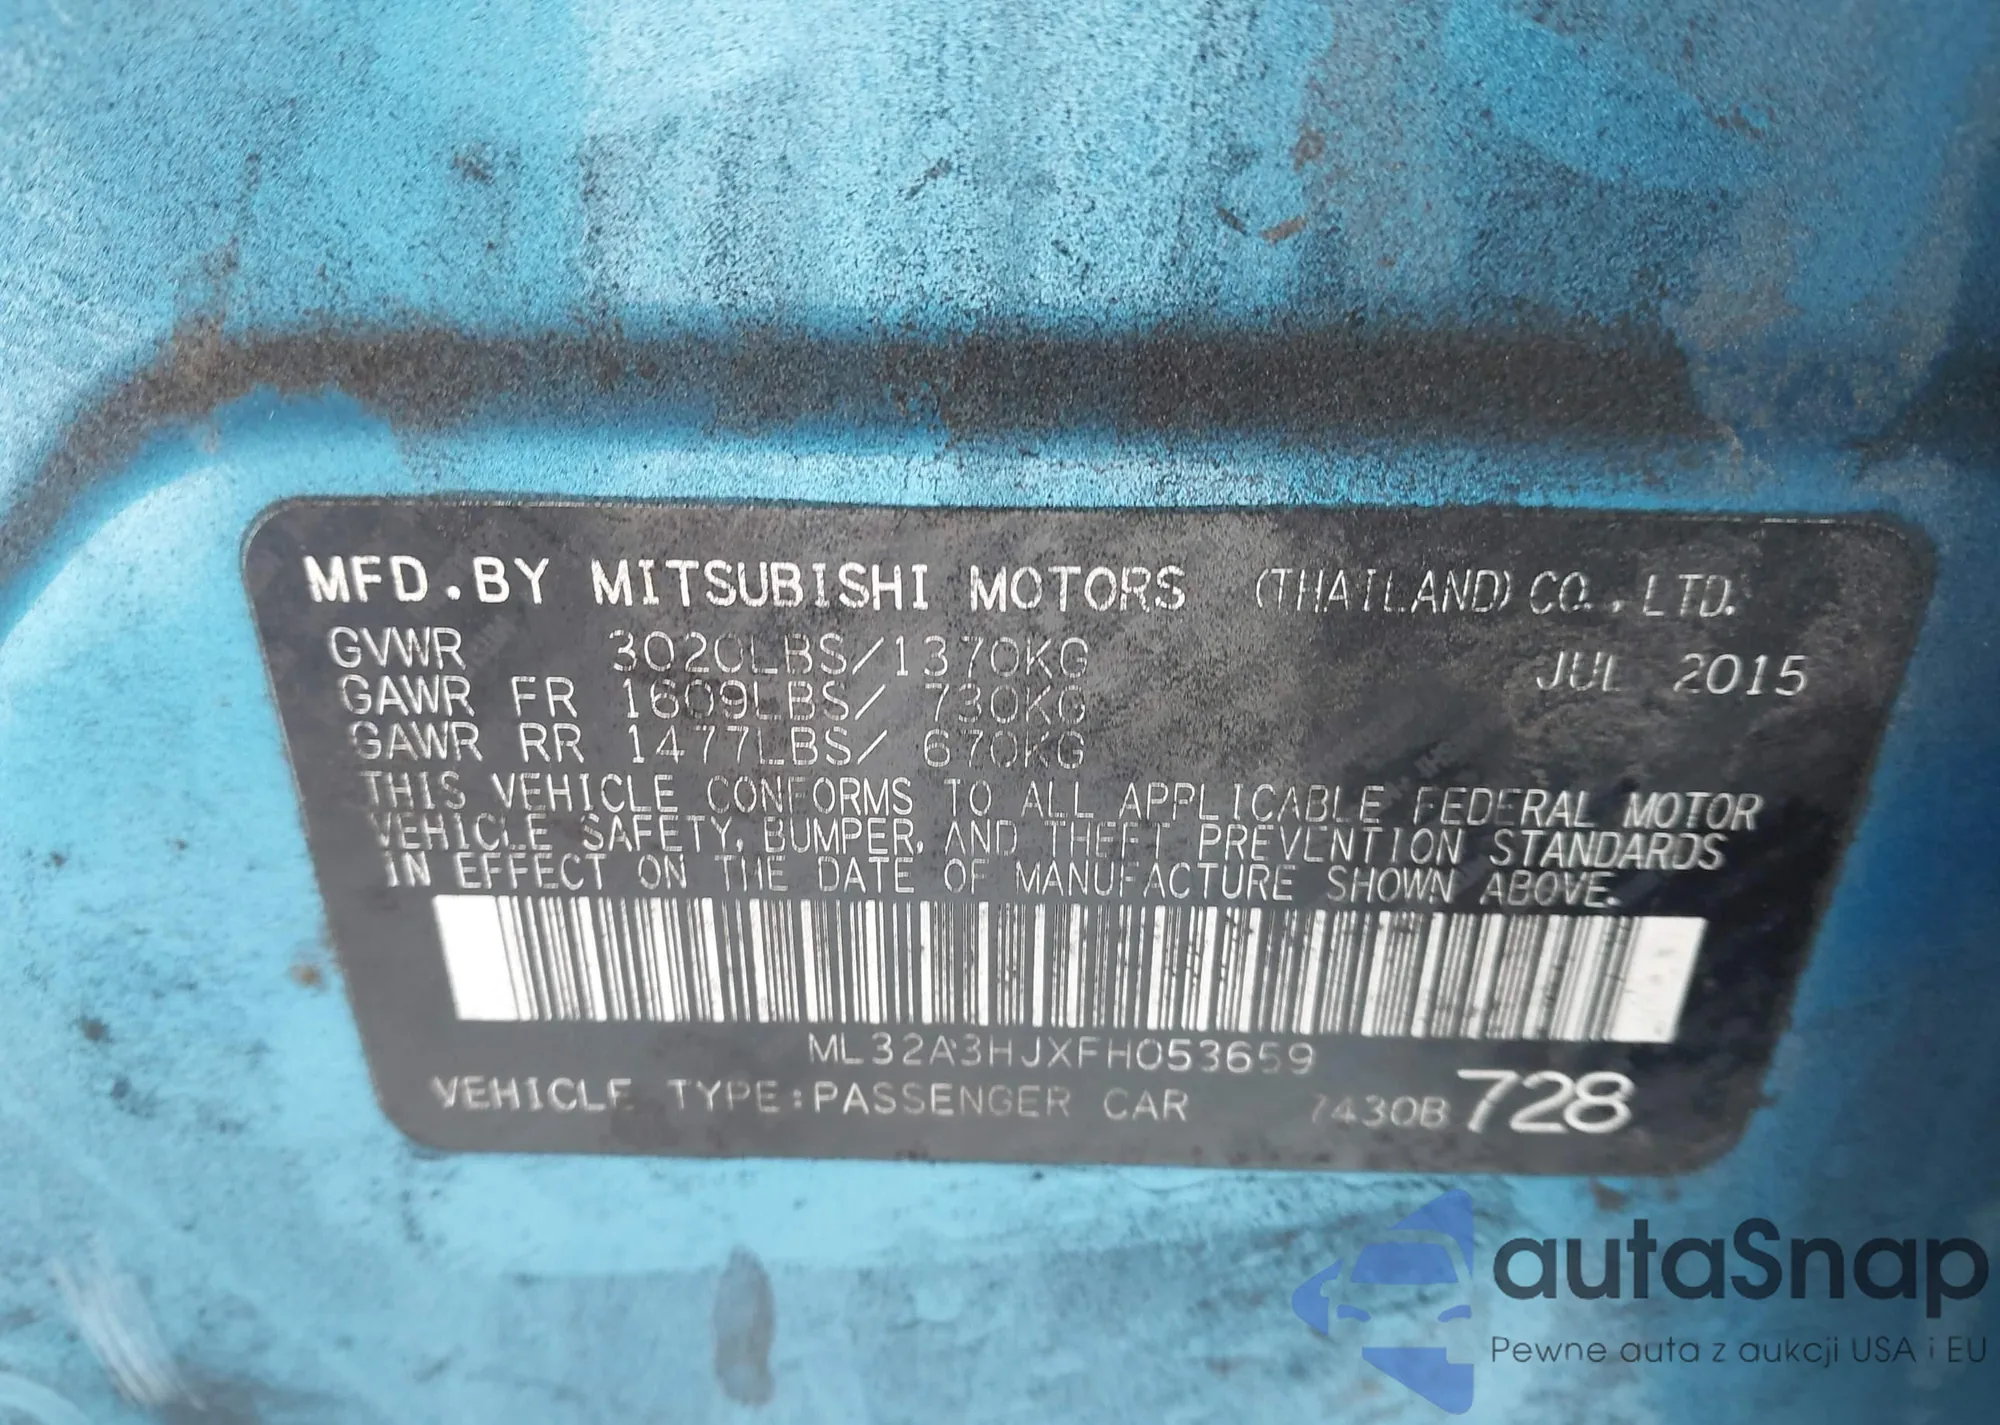 MFD.BY MITSUBISHI MOTORS (THAILAND) CO.,LTD.
GVWR 3020LBS/1370KG JUL 2015
GAWR FR 1609LBS/ 730KG
GAWR RR 1477LBS/ 670KG
THIS VEHICLE CONFORMS TO ALL APPLICABLE FEDERAL MOTOR
VEHICLE SAFETY, BUMPER, AND THEFT PREVENTION STANDARDS
IN EFFECT ON THE DATE OF MANUFACTURE SHOWN ABOVE.
ML32A3HJXFH053659
VEHICLE TYPE:PASSENGER CAR 7430B 728
autaSnap
Pewne auta z aukcji USA i EU